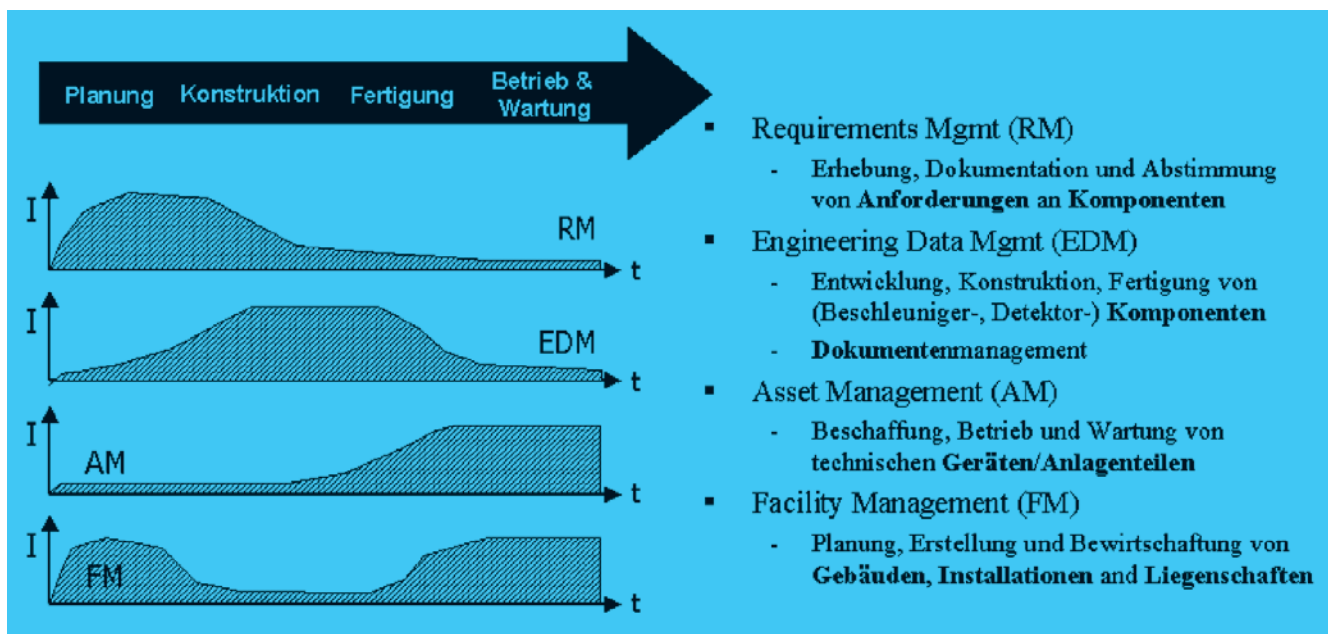 Planung
Konstruktion
Fertigung
Betrieb &
Wartung
I
RM
t
I
EDM
t
I
AM
t
I
FM
t
▪ Requirements Mgmt (RM)
- Erhebung, Dokumentation und Abstimmung
von Anforderungen an Komponenten
▪ Engineering Data Mgmt (EDM)
- Entwicklung, Konstruktion, Fertigung von
(Beschleuniger-, Detektor-) Komponenten
- Dokumentenmanagement
▪ Asset Management (AM)
- Beschaffung, Betrieb und Wartung von
technischen Geräten/Anlagenteilen
▪ Facility Management (FM)
- Planung, Erstellung und Bewirtschaftung von
Gebäuden, Installationen and Liegenschaften